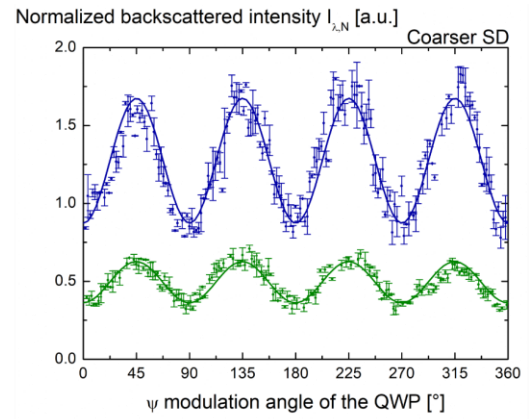 Normalized backscattered intensity I λ,N [a.u.]
Coarser SD
2.0
1.5
1.0
0.5
0.0
0 45 90 135 180 225 270 315 360
ψ modulation angle of the QWP [°]